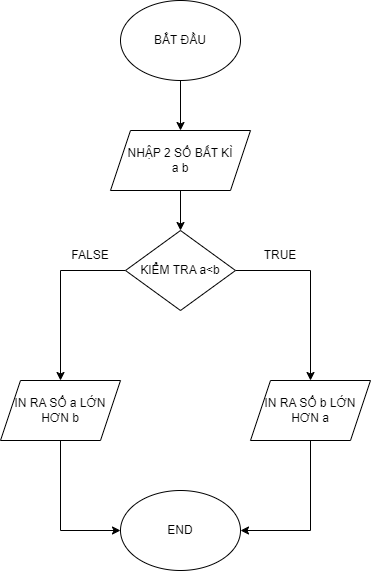 BẮT ĐẦU
NHẬP 2 SỐ BẤT KÌ
a b
FALSE
TRUE
KIỂM TRA a<b
IN RA SỐ a LỚN
HƠN b
IN RA SỐ b LỚN
HƠN a
END